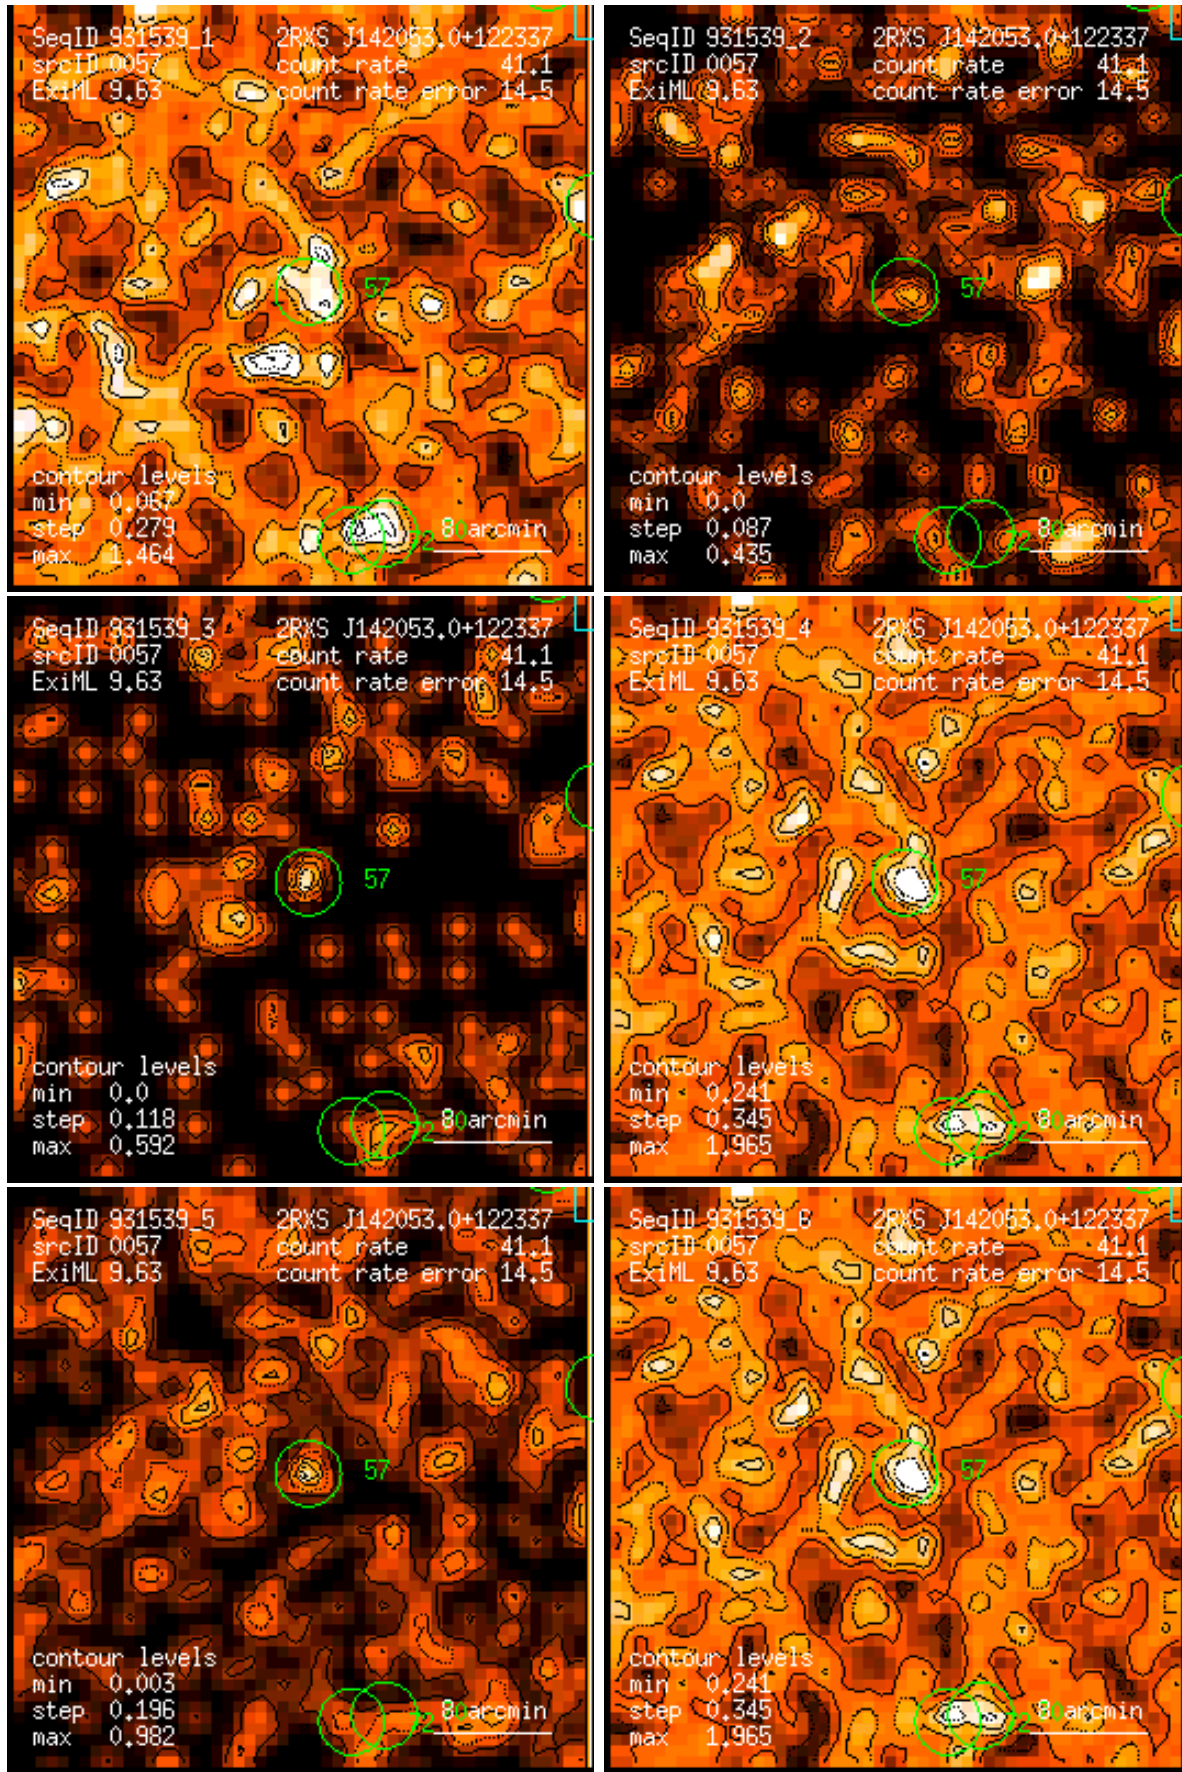 SeqID 931539_1 2RXS J142053.0+122337
srcID 0057 count rate 41.1
ExiML 9.63 count rate error 14.5
57
contour levels
min 0.067
step 0.279
max 1.464
72 80arcmin
SeqID 931539_2 2RXS J142053.0+122337
srcID 0057 count rate 41.1
ExiML 9.63 count rate error 14.5
57
contour levels
min 0.0
step 0.087
max 0.435
72 80arcmin
SeqID 931539_3 2RXS J142053.0+122337
srcID 0057 count rate 41.1
ExiML 9.63 count rate error 14.5
57
contour levels
min 0.0
step 0.118
max 0.592
72 80arcmin
SeqID 931539_4 2RXS J142053.0+122337
srcID 0057 count rate 41.1
ExiML 9.63 count rate error 14.5
57
contour levels
min 0.241
step 0.345
max 1.965
72 80arcmin
SeqID 931539_5 2RXS J142053.0+122337
srcID 0057 count rate 41.1
ExiML 9.63 count rate error 14.5
57
contour levels
min 0.003
step 0.196
max 0.982
72 80arcmin
SeqID 931539_6 2RXS J142053.0+122337
srcID 0057 count rate 41.1
ExiML 9.63 count rate error 14.5
57
contour levels
min 0.241
step 0.345
max 1.965
72 80arcmin